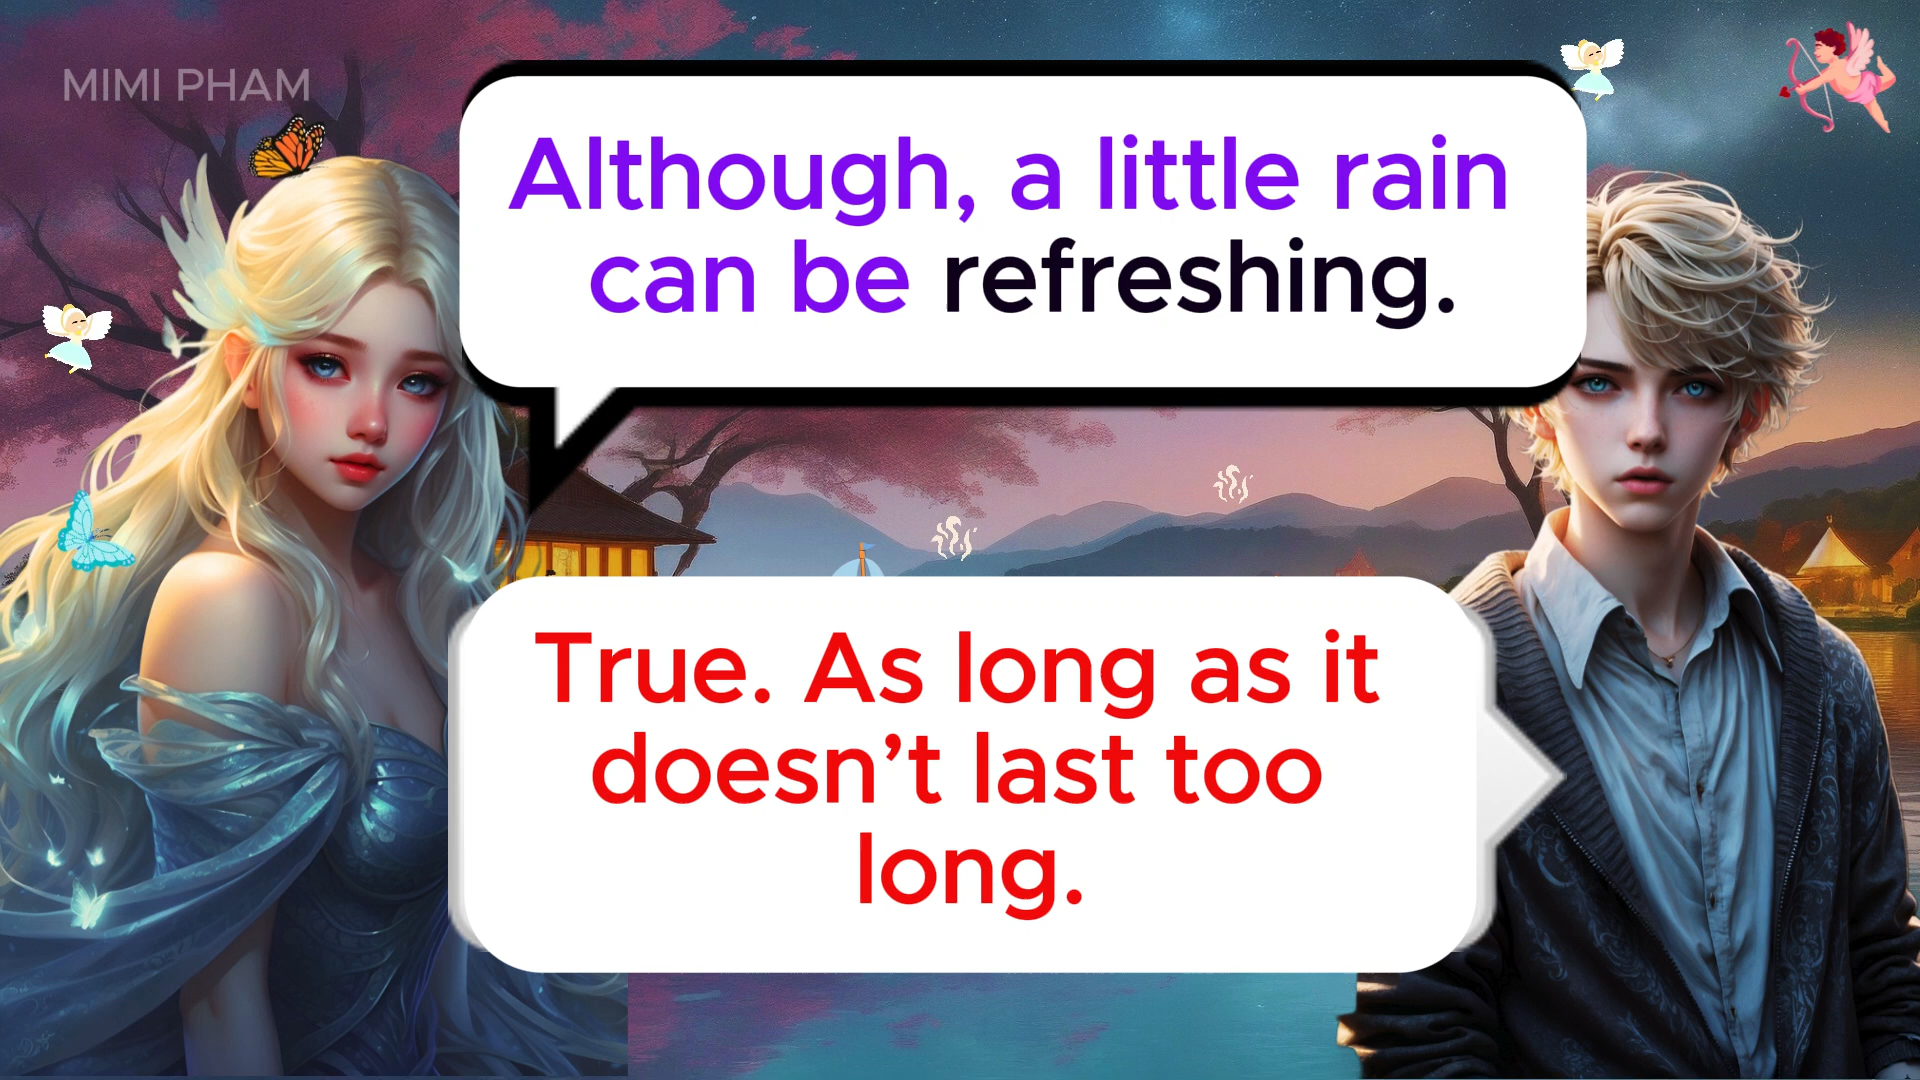 MIMI PHAM
Although, a little rain
can be refreshing.
True. As long as it
doesn’t last too
long.